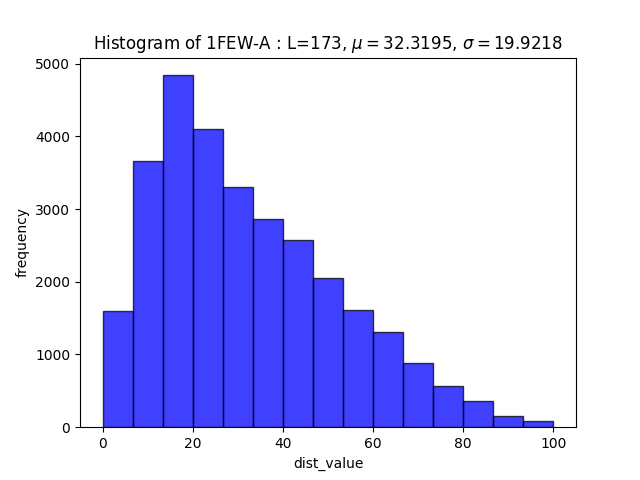 Histogram of 1FEW-A : L=173, μ = 32.3195, σ = 19.9218
5000
4000
3000
2000
1000
0
frequency
0 20 40 60 80 100
dist_value